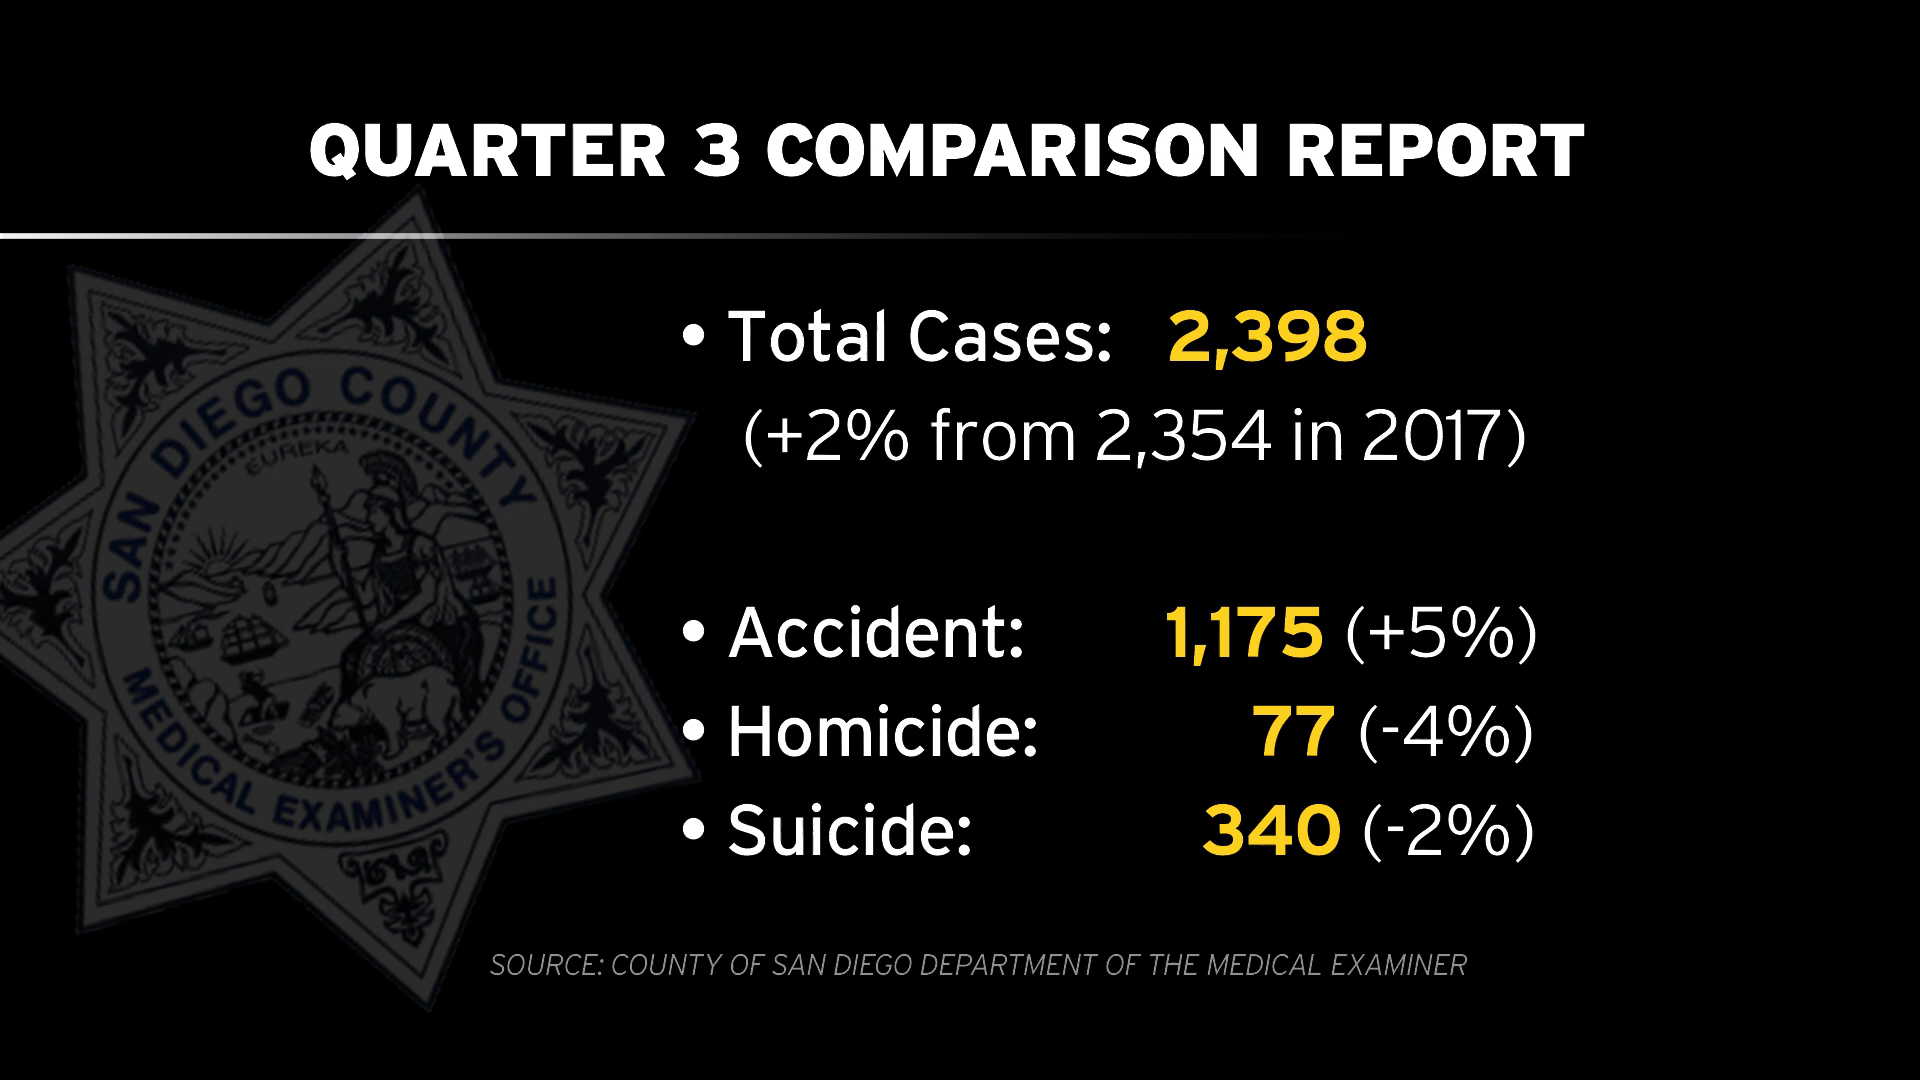 QUARTER 3 COMPARISON REPORT
• Total Cases: 2,398
(+2% from 2,354 in 2017)
• Accident: 1,175 (+5%)
• Homicide: 77 (-4%)
• Suicide: 340 (-2%)
SAN DIEGO COUNTY
EUREKA
MEDICAL EXAMINER'S OFFICE
SOURCE: COUNTY OF SAN DIEGO DEPARTMENT OF THE MEDICAL EXAMINER